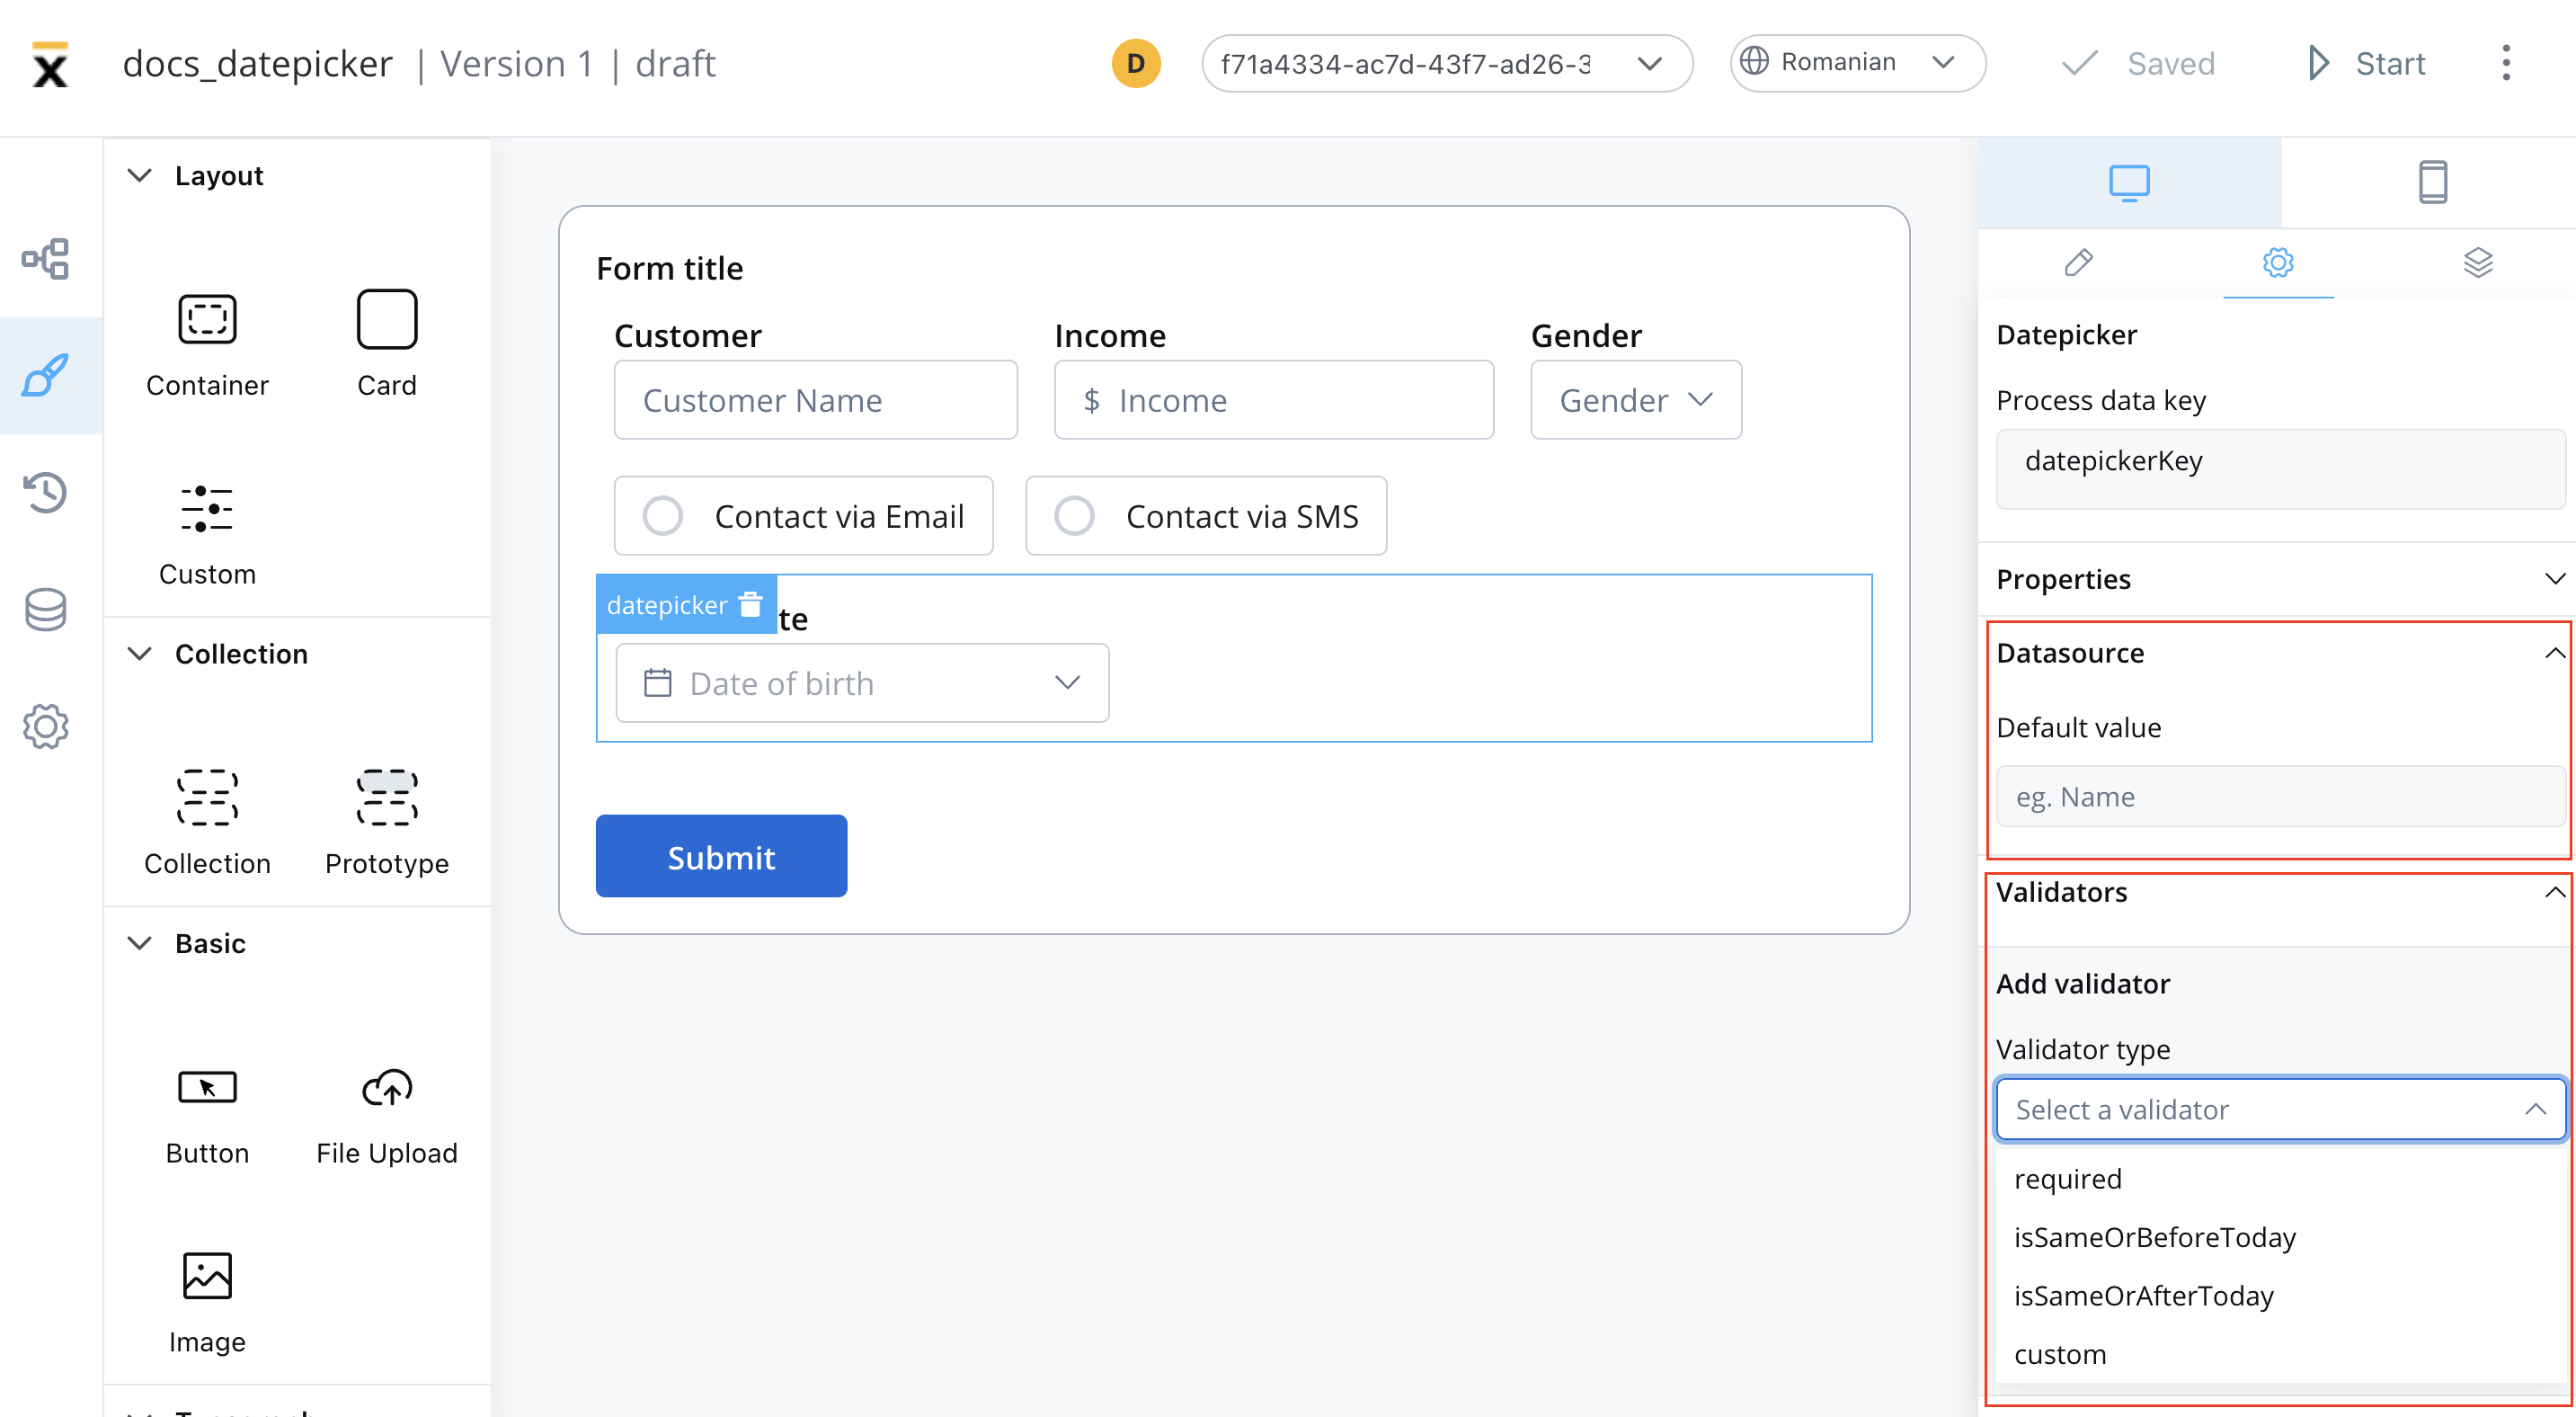 docs_datepicker | Version 1 | draft
D
f71a4334-ac7d-43f7-ad26-3
Romanian
Saved
Start
Layout
Container
Card
Custom
Collection
Collection
Prototype
Basic
Button
File Upload
Image
Form title
Customer
Income
Gender
Customer Name
$ Income
Gender
Contact via Email
Contact via SMS
datepicker
te
Date of birth
Submit
Datepicker
Process data key
datepickerKey
Properties
Datasource
Default value
eg. Name
Validators
Add validator
Validator type
Select a validator
required
isSameOrBeforeToday
isSameOrAfterToday
custom